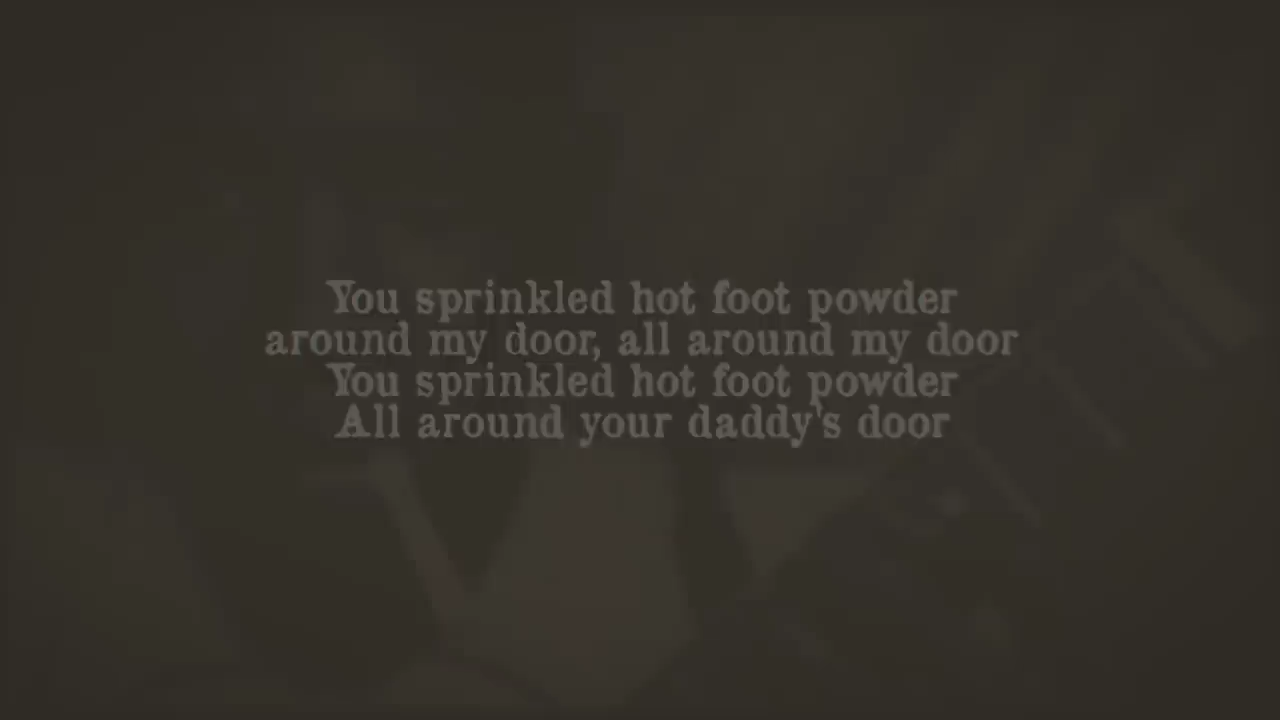 You sprinkled hot foot powder
around my door, all around my door
You sprinkled hot foot powder
All around your daddy's door